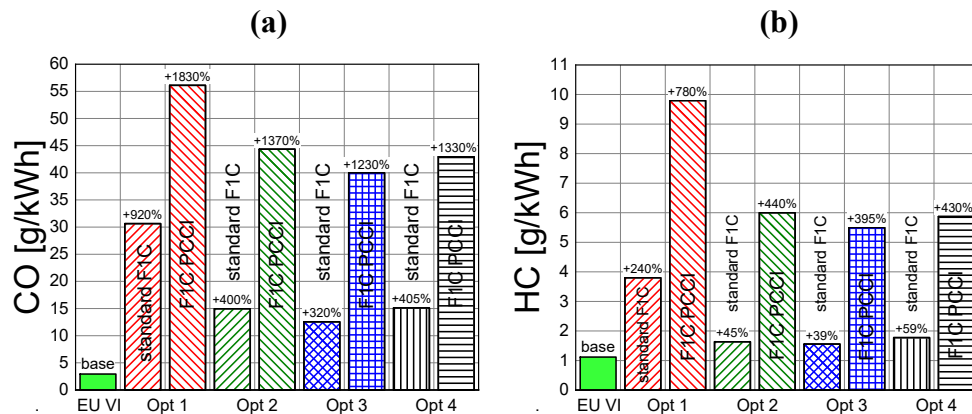 (a)
CO [g/kWh]
60
55
50
45
40
35
30
25
20
15
10
5
0
base
+920%
standard F1C
+1830%
F1C PCCI
+400%
standard F1C
+1370%
F1C PCCI
+320%
standard F1C
+1230%
F1C PCCI
+405%
standard F1C
+1330%
F1C PCCI
. EU VI Opt 1 Opt 2 Opt 3 Opt 4
(b)
HC [g/kWh]
11
10
9
8
7
6
5
4
3
2
1
0
base
+240%
standard F1C
+780%
F1C PCCI
+45%
standard F1C
+440%
F1C PCCI
+39%
standard F1C
+395%
F1C PCCI
+59%
standard F1C
+430%
F1C PCCI
. EU VI Opt 1 Opt 2 Opt 3 Opt 4